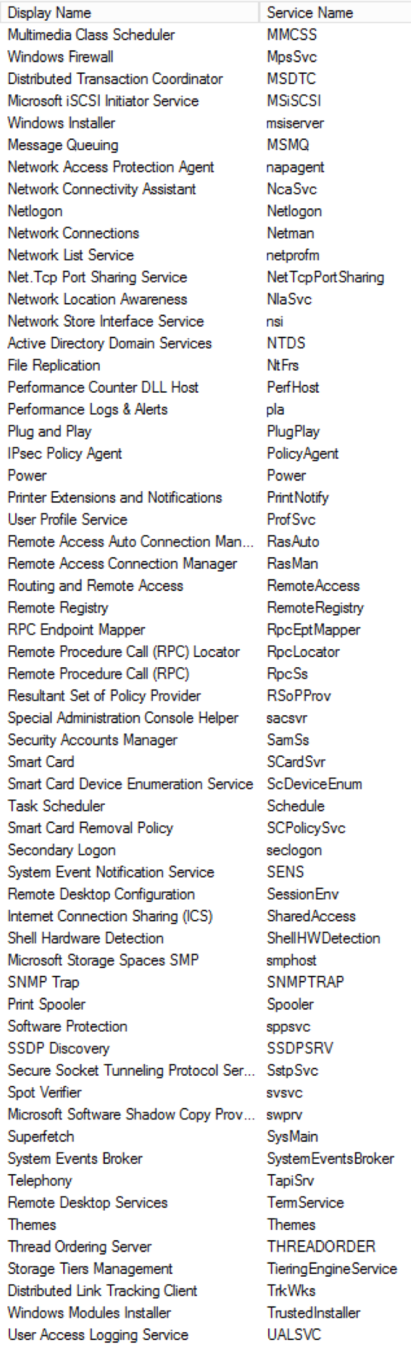 Display Name Service Name
Multimedia Class Scheduler MMCSS
Windows Firewall MpsSvc
Distributed Transaction Coordinator MSDTC
Microsoft iSCSI Initiator Service MSiSCSI
Windows Installer msiserver
Message Queuing MSMQ
Network Access Protection Agent napagent
Network Connectivity Assistant NcaSvc
Netlogon Netlogon
Network Connections Netman
Network List Service netprofm
Net.Tcp Port Sharing Service NetTcpPortSharing
Network Location Awareness NlaSvc
Network Store Interface Service nsi
Active Directory Domain Services NTDS
File Replication NtFrs
Performance Counter DLL Host PerfHost
Performance Logs & Alerts pla
Plug and Play PlugPlay
IPsec Policy Agent PolicyAgent
Power Power
Printer Extensions and Notifications PrintNotify
User Profile Service ProfSvc
Remote Access Auto Connection Man... RasAuto
Remote Access Connection Manager RasMan
Routing and Remote Access RemoteAccess
Remote Registry RemoteRegistry
RPC Endpoint Mapper RpcEptMapper
Remote Procedure Call (RPC) Locator RpcLocator
Remote Procedure Call (RPC) RpcSs
Resultant Set of Policy Provider RSoPProv
Special Administration Console Helper sacsvr
Security Accounts Manager SamSs
Smart Card SCardSvr
Smart Card Device Enumeration Service ScDeviceEnum
Task Scheduler Schedule
Smart Card Removal Policy SCPolicySvc
Secondary Logon seclogon
System Event Notification Service SENS
Remote Desktop Configuration SessionEnv
Internet Connection Sharing (ICS) SharedAccess
Shell Hardware Detection ShellHWDetection
Microsoft Storage Spaces SMP smphost
SNMP Trap SNMPTRAP
Print Spooler Spooler
Software Protection sppsvc
SSDP Discovery SSDPSRV
Secure Socket Tunneling Protocol Ser... SstpSvc
Spot Verifier svsvc
Microsoft Software Shadow Copy Prov... swprv
Superfetch SysMain
System Events Broker SystemEventsBroker
Telephony TapiSrv
Remote Desktop Services TermService
Themes Themes
Thread Ordering Server THREADORDER
Storage Tiers Management TieringEngineService
Distributed Link Tracking Client TrkWks
Windows Modules Installer TrustedInstaller
User Access Logging Service UALSVC